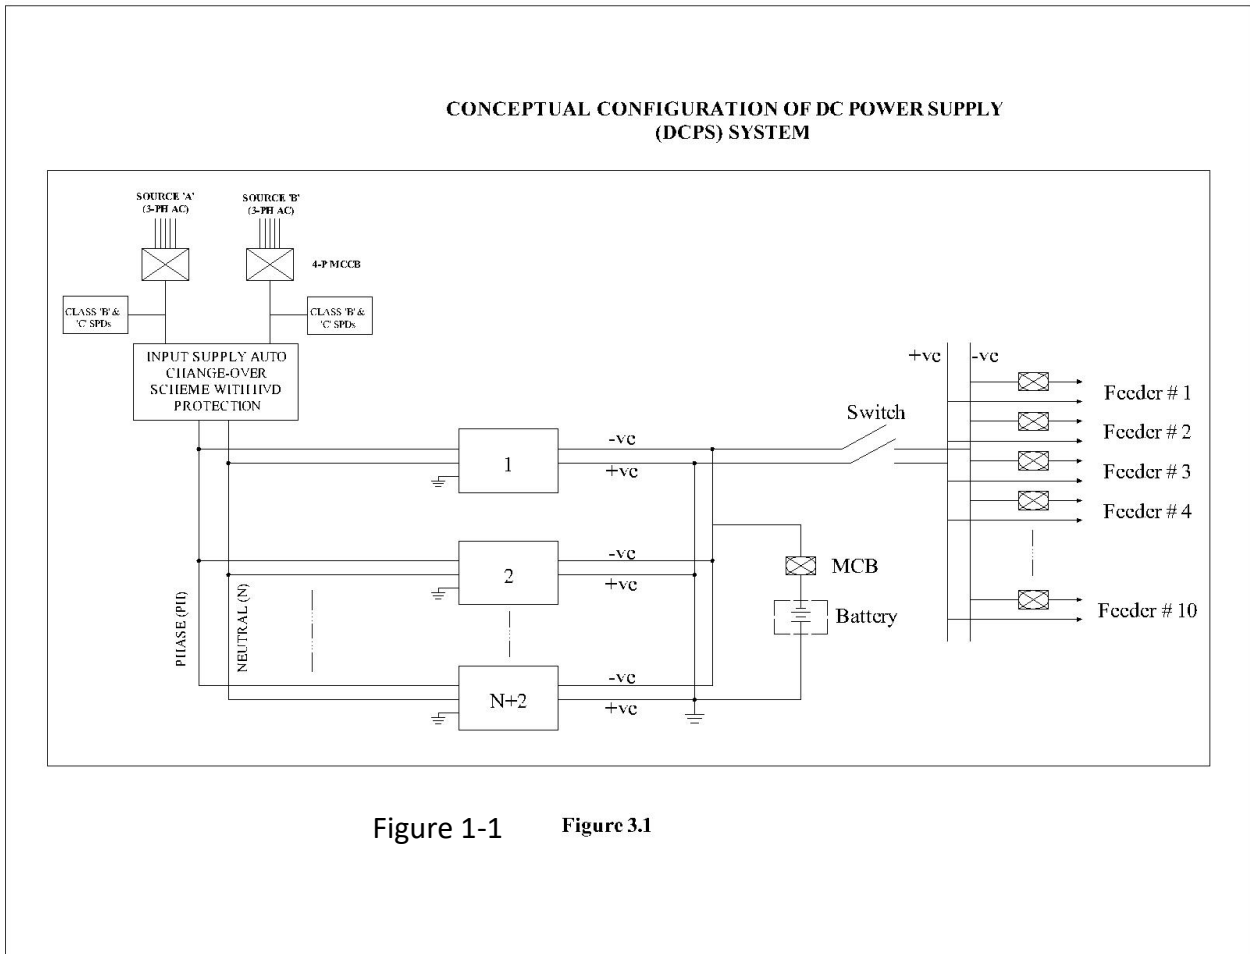 CONCEPTUAL CONFIGURATION OF DC POWER SUPPLY
(DCPS) SYSTEM
SOURCE 'A'
(3-PH AC)
SOURCE 'B'
(3-PH AC)
4-P MCCB
CLASS 'B' &
'C' SPDs
CLASS 'B' &
'C' SPDs
INPUT SUPPLY AUTO
CHANGE-OVER
SCHEME WITH HVD
PROTECTION
+ve
-ve
Feeder # 1
Switch
Feeder # 2
-ve
1
+ve
Feeder # 3
Feeder # 4
-ve
2
+ve
MCB
Battery
Feeder # 10
PHASE (PH)
NEUTRAL (N)
-ve
N+2
+ve
Figure 1-1
Figure 3.1